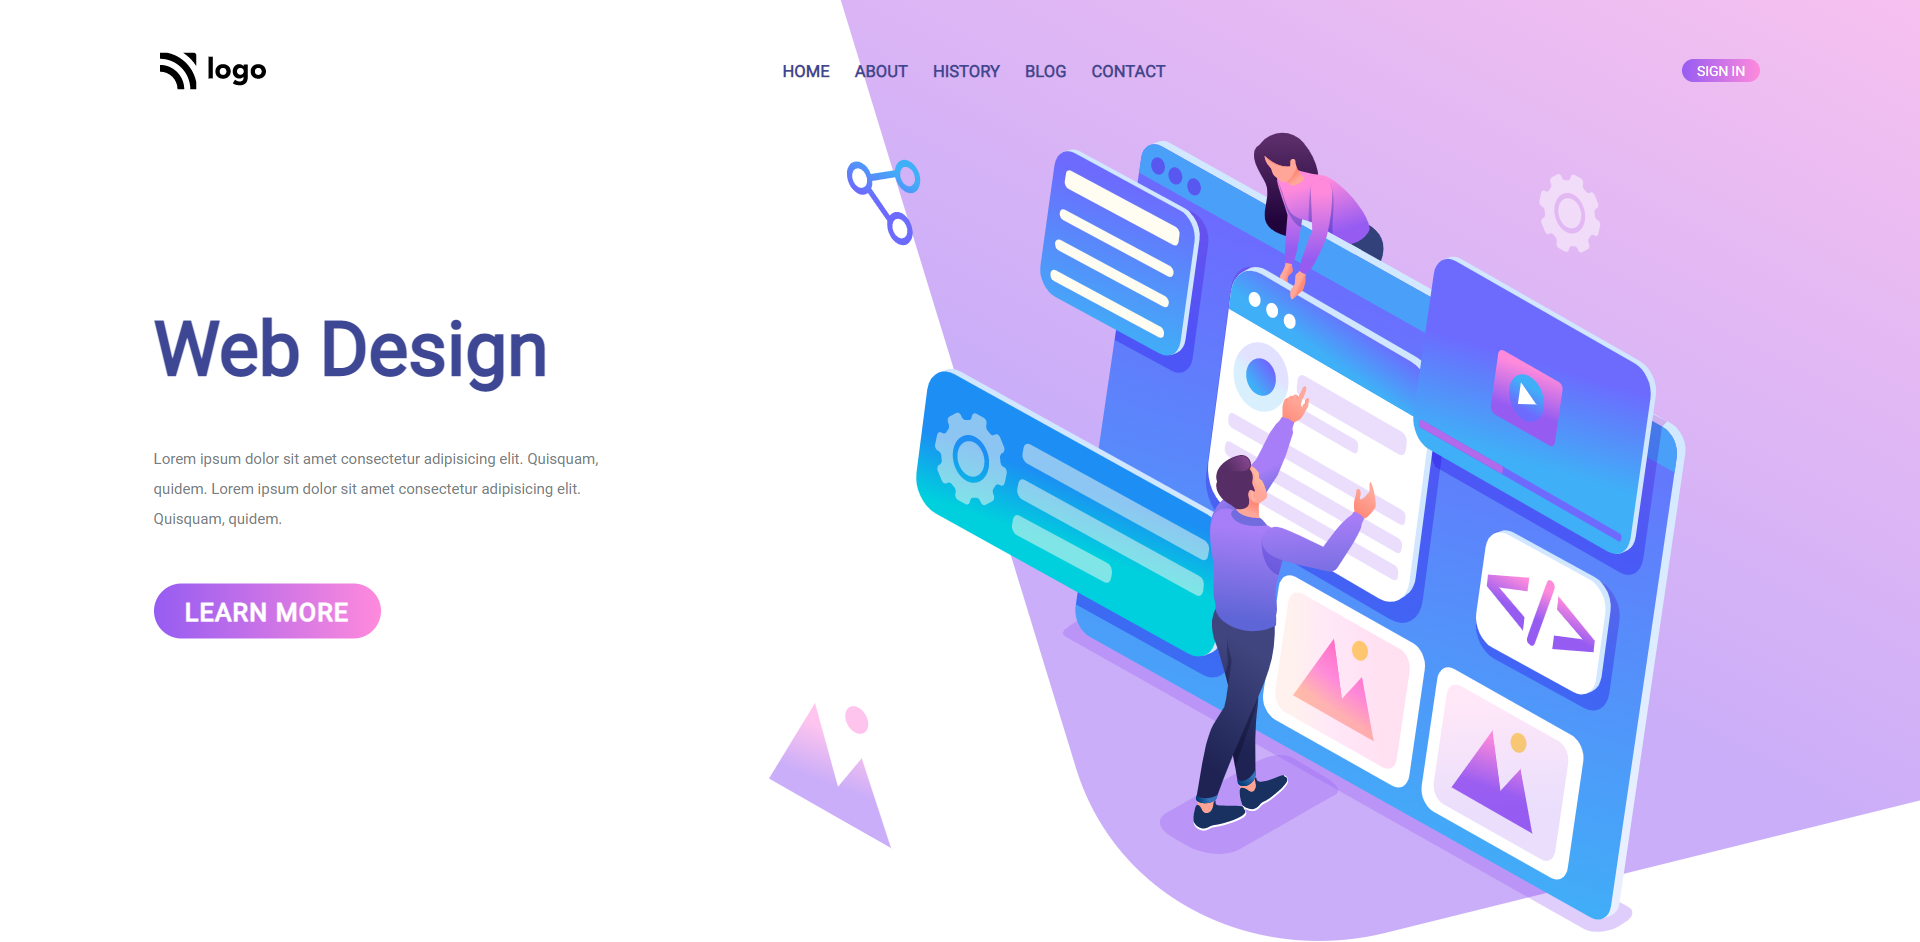 logo
HOME ABOUT HISTORY BLOG CONTACT
SIGN IN
Web Design
Lorem ipsum dolor sit amet consectetur adipisicing elit. Quisquam,
quidem. Lorem ipsum dolor sit amet consectetur adipisicing elit.
Quisquam, quidem.
LEARN MORE
</>